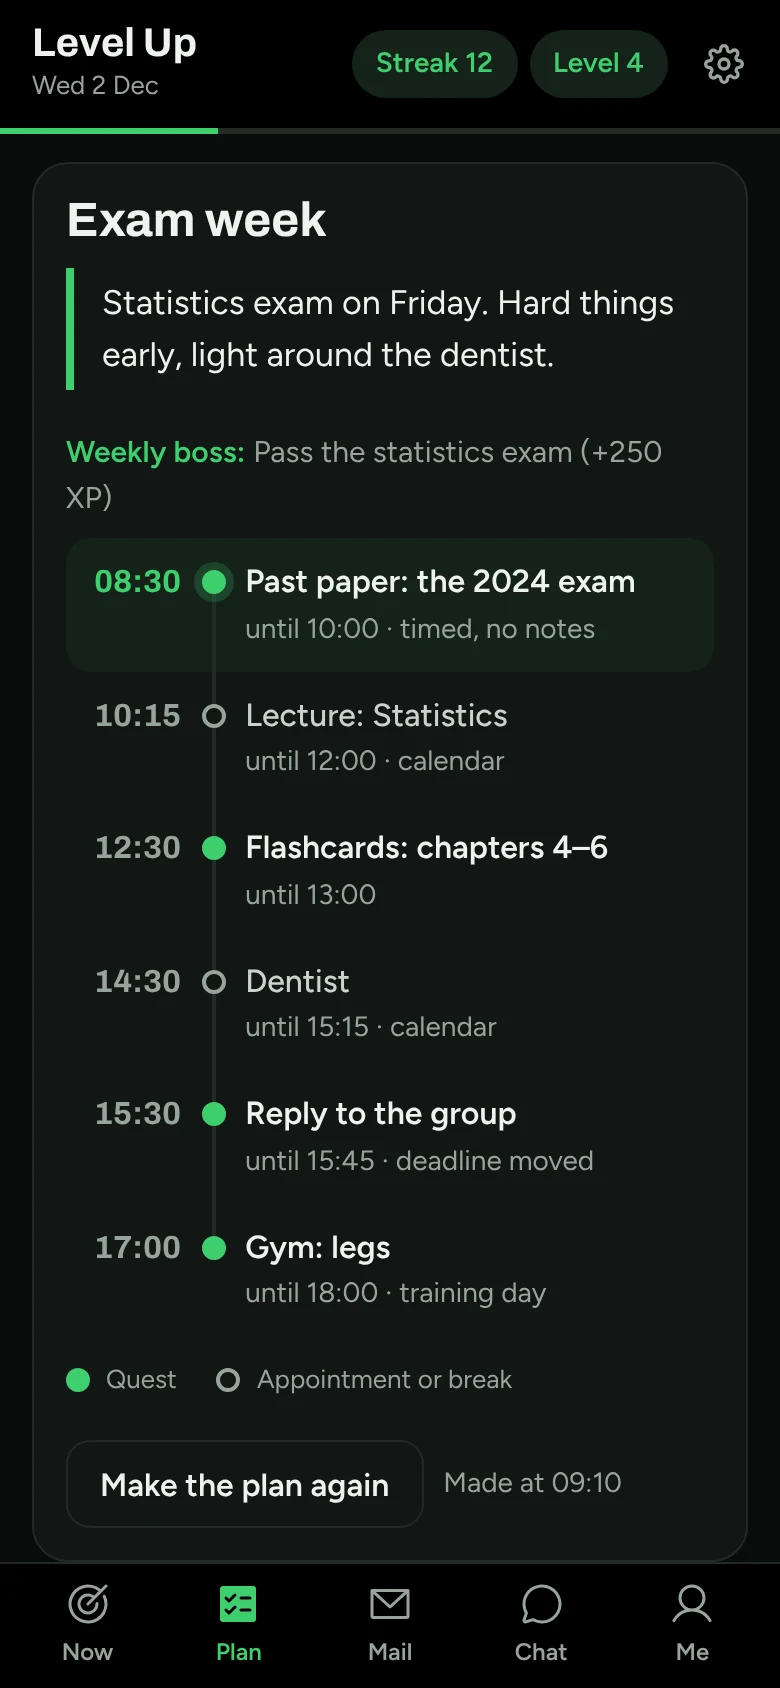 Level Up
Wed 2 Dec
Streak 12
Level 4
Exam week
Statistics exam on Friday. Hard things
early, light around the dentist.
Weekly boss: Pass the statistics exam (+250
XP)
08:30 Past paper: the 2024 exam
until 10:00 · timed, no notes
10:15 Lecture: Statistics
until 12:00 · calendar
12:30 Flashcards: chapters 4–6
until 13:00
14:30 Dentist
until 15:15 · calendar
15:30 Reply to the group
until 15:45 · deadline moved
17:00 Gym: legs
until 18:00 · training day
Quest Appointment or break
Make the plan again Made at 09:10
Now Plan Mail Chat Me